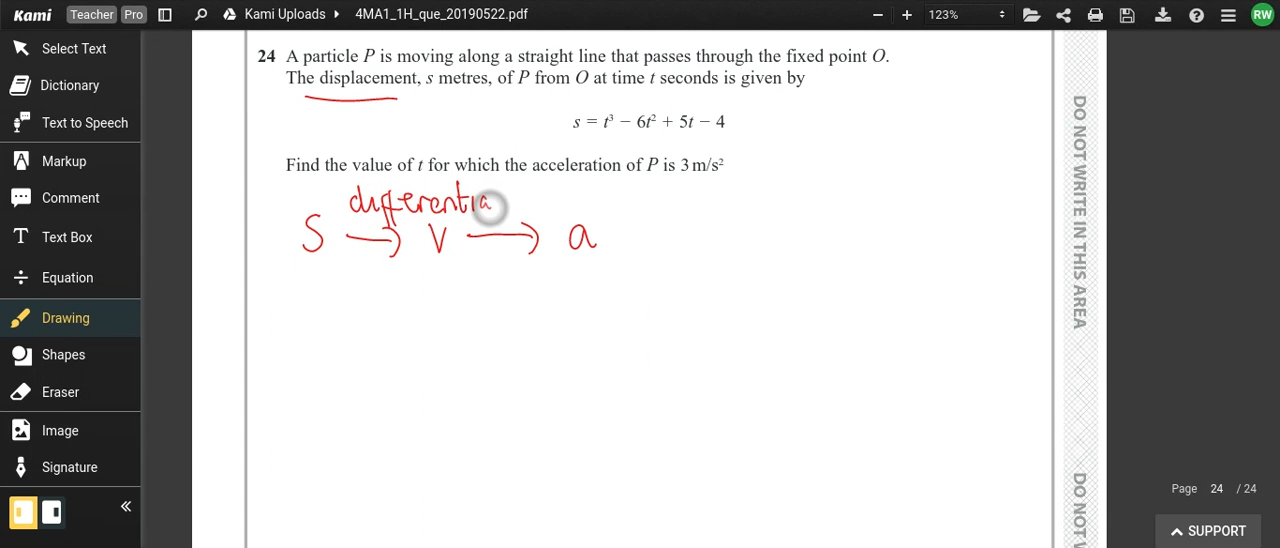 Kami Teacher Pro Kami Uploads 4MA1_1H_que_20190522.pdf 123% RW
Select Text
Dictionary
Text to Speech
Markup
Comment
Text Box
Equation
Drawing
Shapes
Eraser
Image
Signature
24 A particle P is moving along a straight line that passes through the fixed point O.
The displacement, s metres, of P from O at time t seconds is given by
s = t³ − 6t² + 5t − 4
Find the value of t for which the acceleration of P is 3 m/s²
differentia
S → V → a
DO NOT WRITE IN THIS AREA
DO NOT
Page 24 / 24
SUPPORT